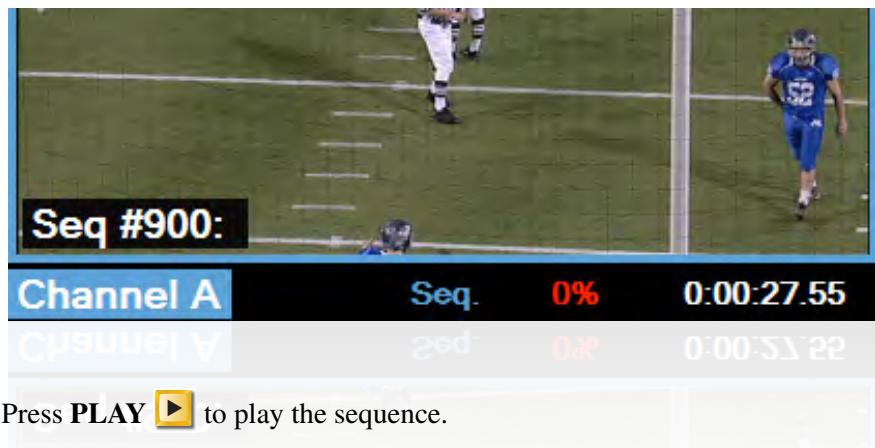 52
Seq #900:
Channel A Seq. 0% 0:00:27.55
Press PLAY to play the sequence.